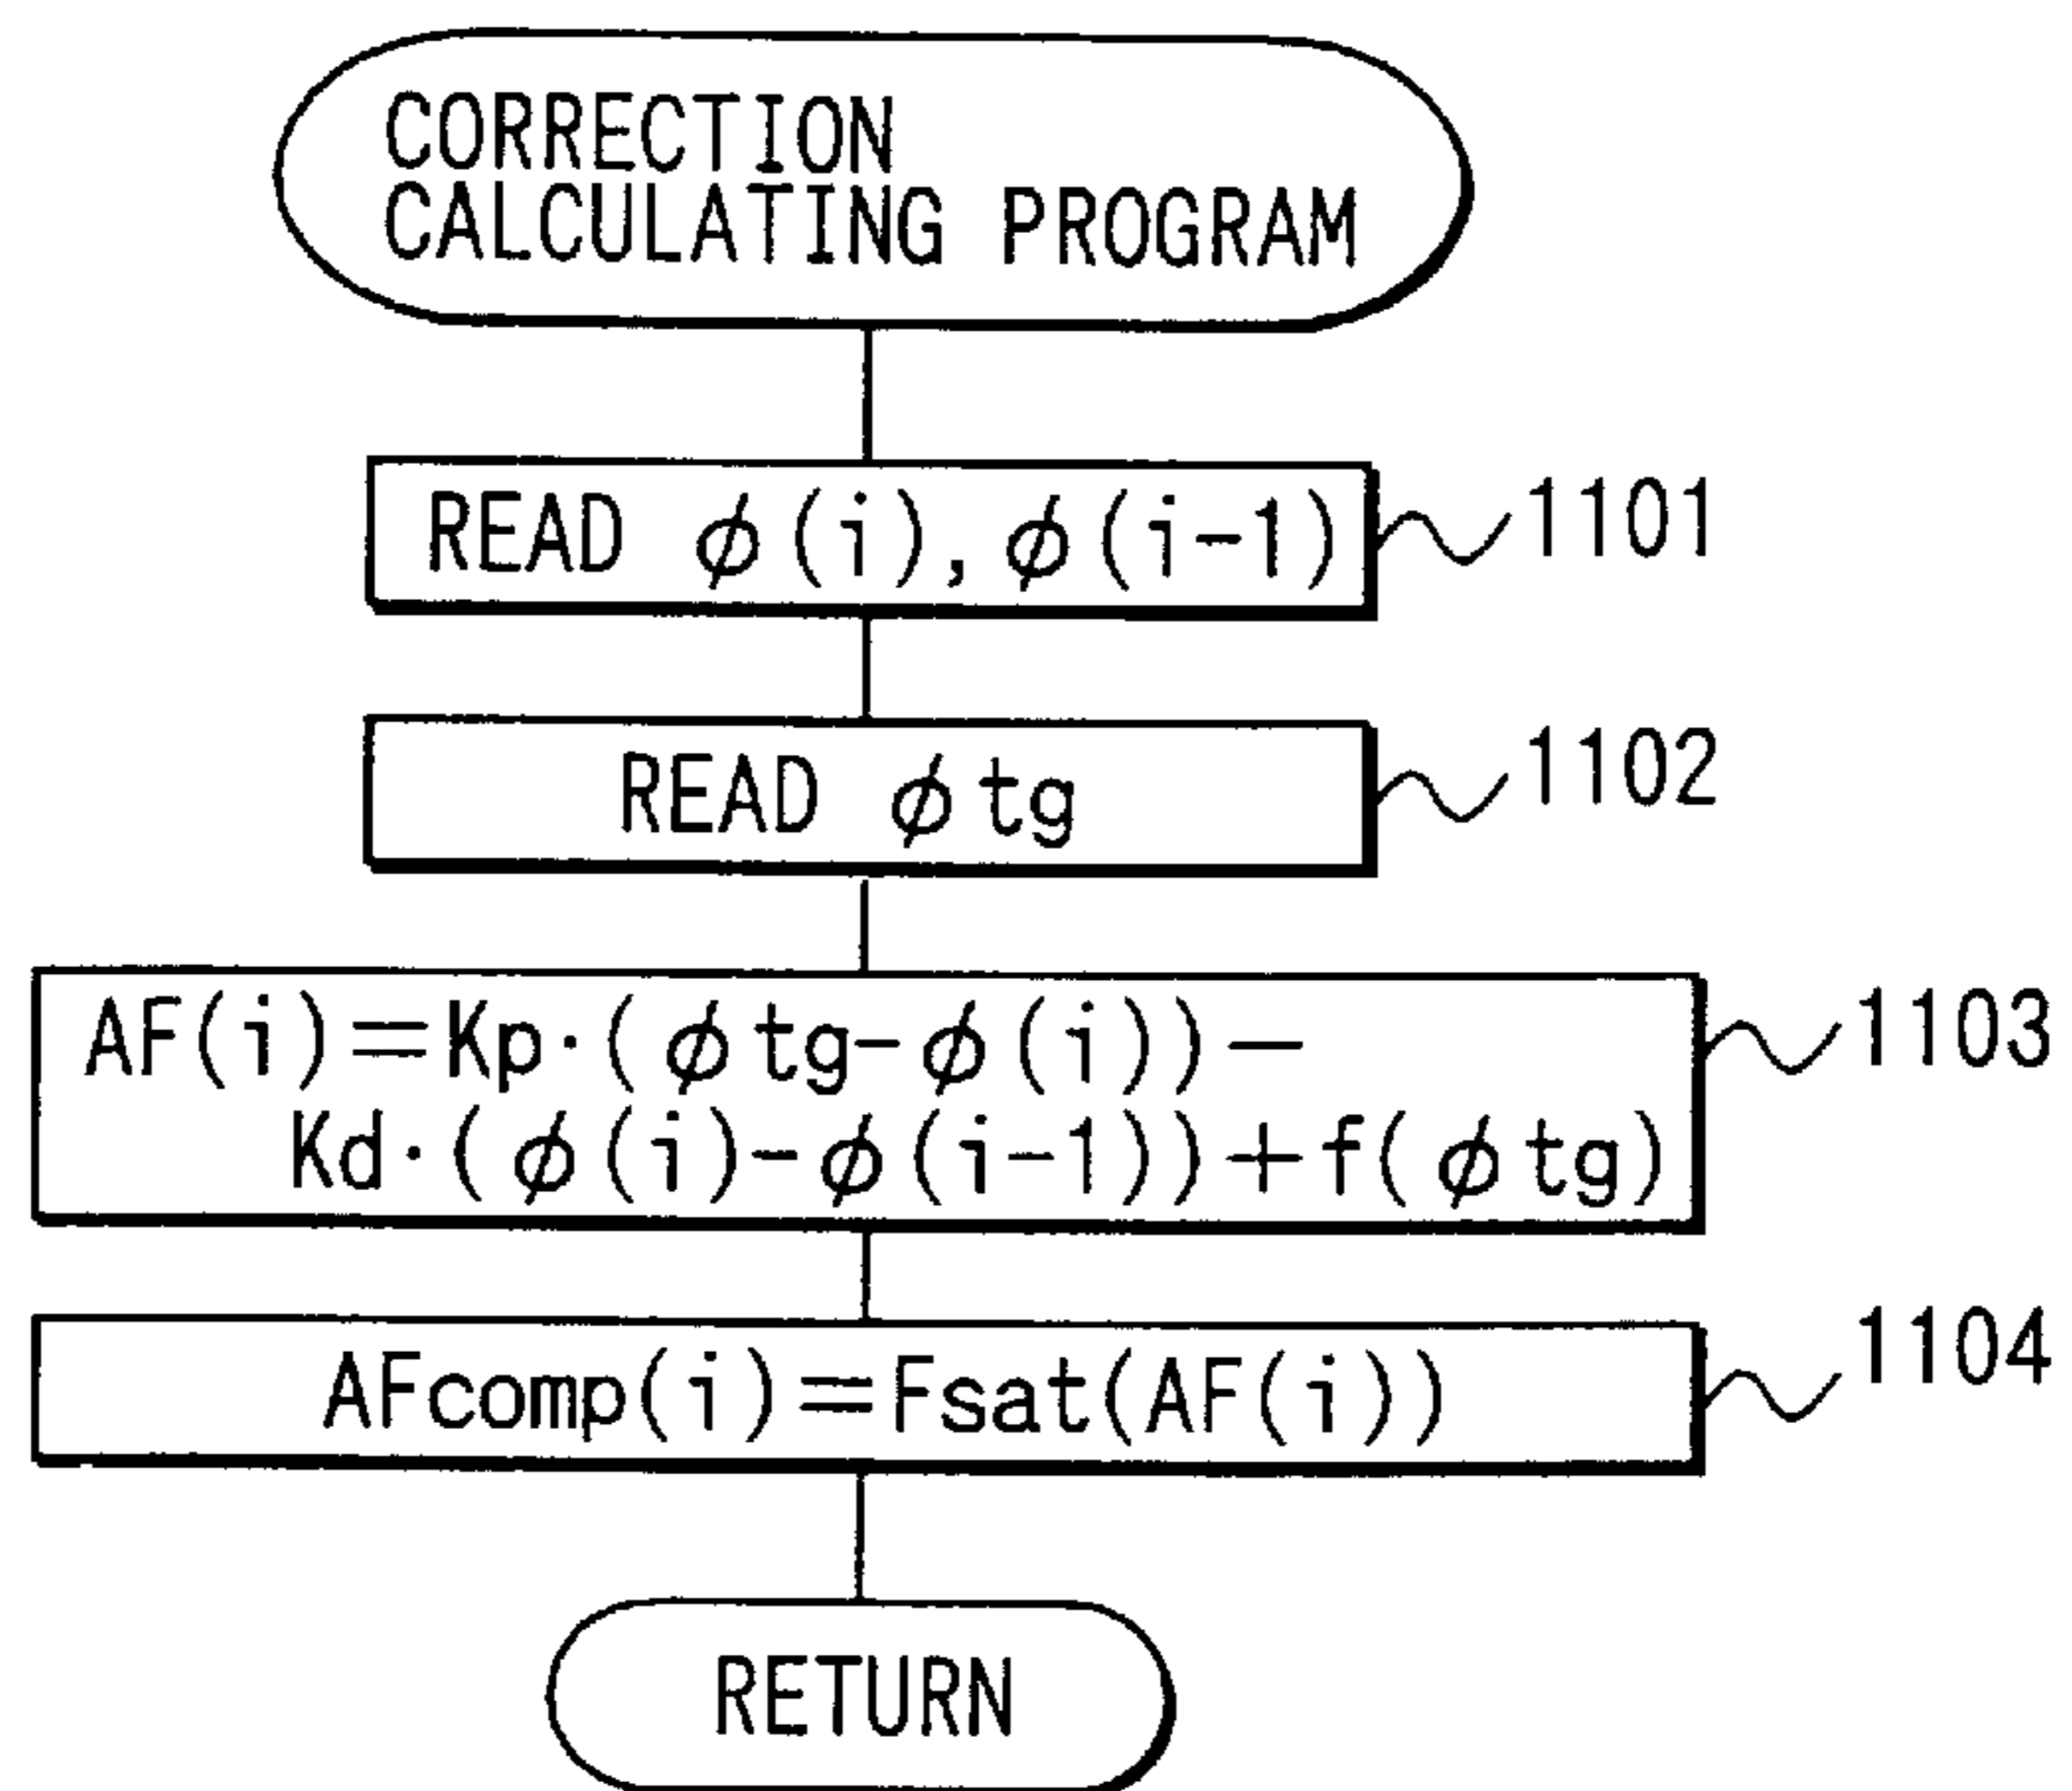 CORRECTION
CALCULATING PROGRAM
READ ϕ(i),ϕ(i-1)
1101
READ ϕtg
1102
AF(i)=Kp·(ϕtg-ϕ(i))-
Kd·(ϕ(i)-ϕ(i-1))+f(ϕtg)
1103
AFcomp(i)=Fsat(AF(i))
1104
RETURN